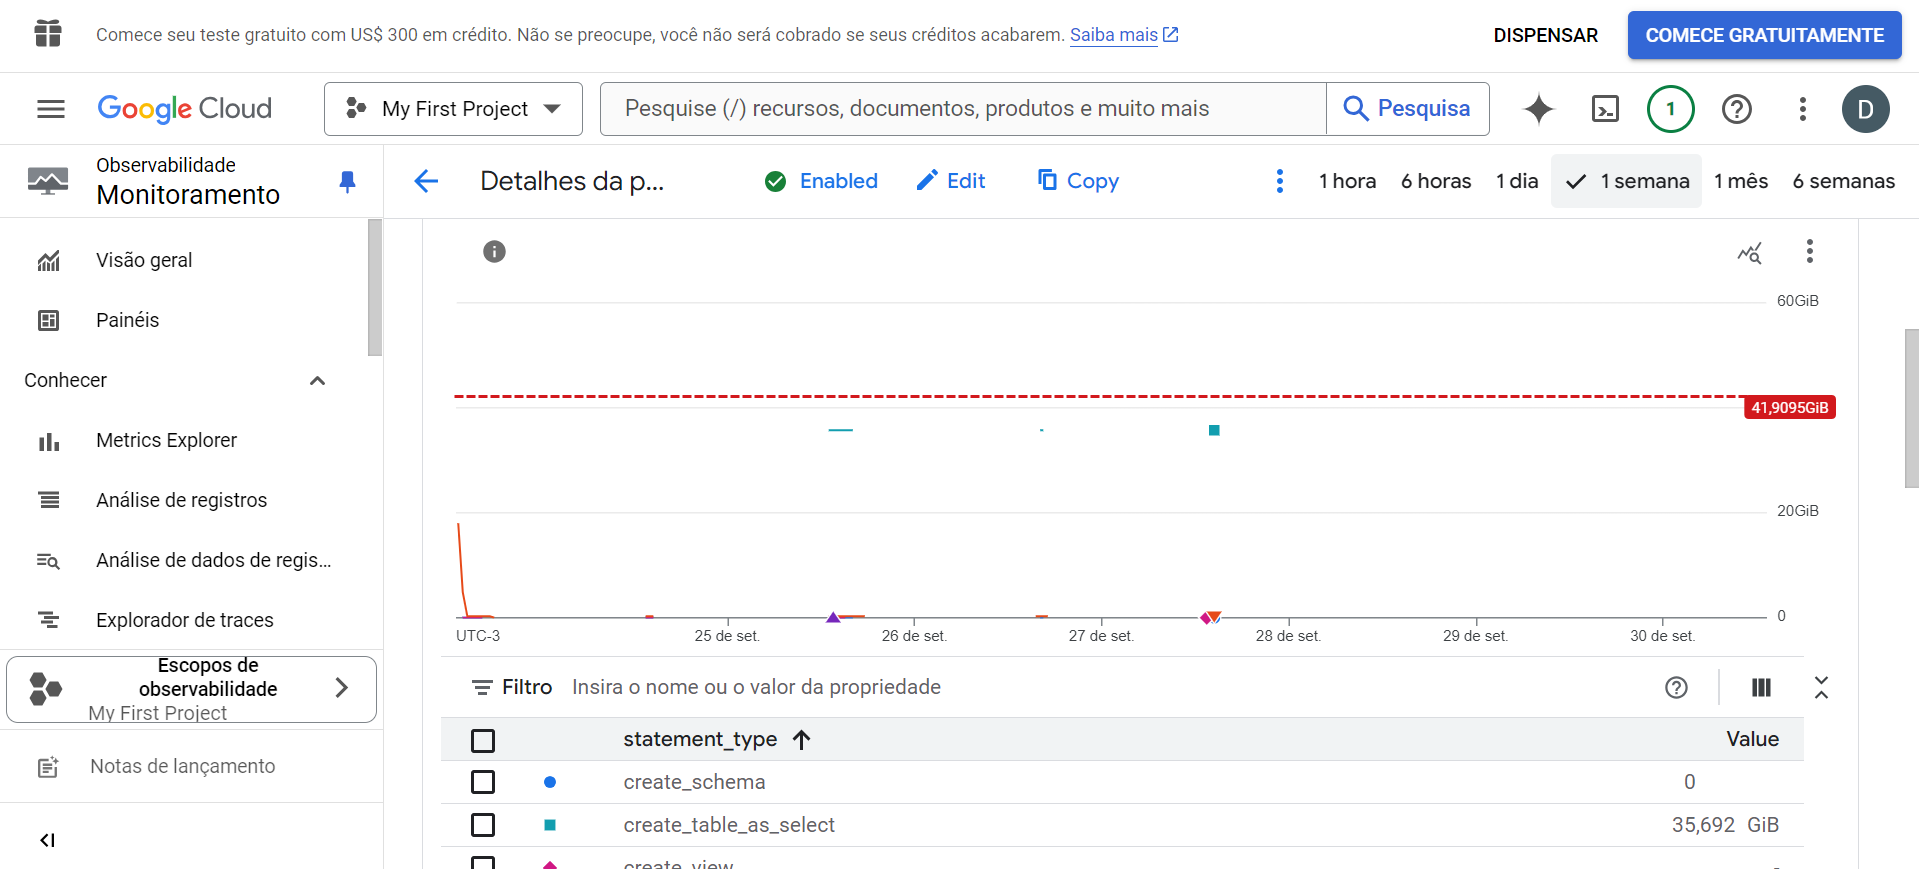 Comece seu teste gratuito com US$ 300 em crédito. Não se preocupe, você não será cobrado se seus créditos acabarem. Saiba mais
DISPENSAR
COMECE GRATUITAMENTE
Google Cloud
My First Project
Pesquise (/) recursos, documentos, produtos e muito mais
Pesquisa
1
D
Observabilidade
Monitoramento
Detalhes da p...
Enabled
Edit
Copy
1 hora
6 horas
1 dia
1 semana
1 mês
6 semanas
Visão geral
Painéis
Conhecer
Metrics Explorer
Análise de registros
Análise de dados de regis...
Explorador de traces
Escopos de
observabilidade
My First Project
Notas de lançamento
60GiB
41,9095GiB
20GiB
0
UTC-3
25 de set.
26 de set.
27 de set.
28 de set.
29 de set.
30 de set.
Filtro
Insira o nome ou o valor da propriedade
statement_type
Value
create_schema
0
create_table_as_select
35,692 GiB
create_view